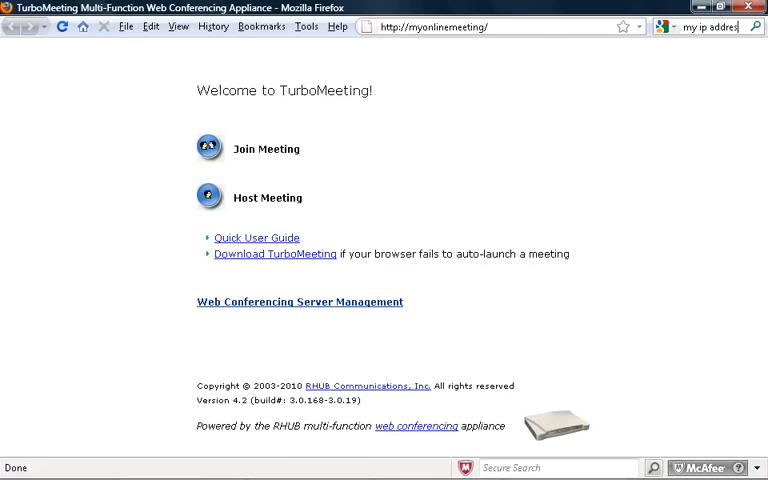 TurboMeeting Multi-Function Web Conferencing Appliance - Mozilla Firefox
File Edit View History Bookmarks Tools Help http://myonlinemeeting/ my ip addres
Welcome to TurboMeeting!
Join Meeting
Host Meeting
Quick User Guide
Download TurboMeeting if your browser fails to auto-launch a meeting
Web Conferencing Server Management
Copyright © 2003-2010 RHUB Communications, Inc. All rights reserved
Version 4.2 (build#: 3.0.168-3.0.19)
Powered by the RHUB multi-function web conferencing appliance
Done Secure Search McAfee